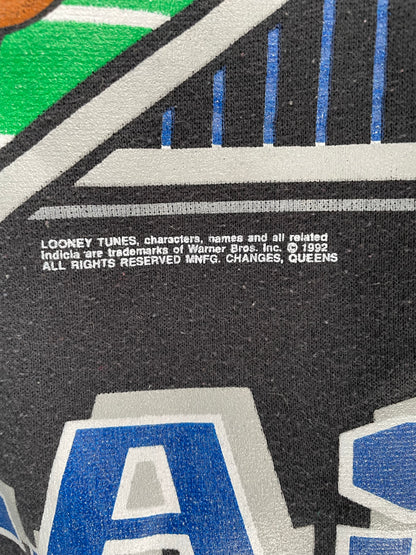 LOONEY TUNES, characters, names and all related
indicia are trademarks of Warner Bros. Inc. © 1992
ALL RIGHTS RESERVED MNFG. CHANGES, QUEENS
A